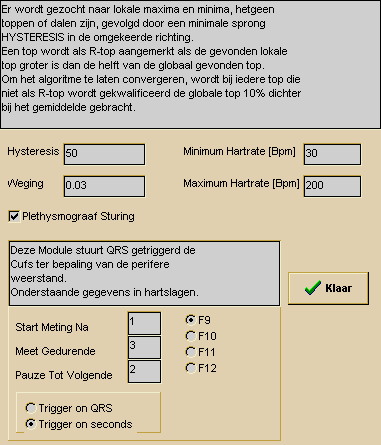 Er wordt gezocht naar lokale maxima en minima, hetgeen
toppen of dalen zijn, gevolgd door een minimale sprong
HYSTERESIS in de omgekeerde richting.
Een top wordt als R-top aangemerkt als de gevonden lokale
top groter is dan de helft van de globaal gevonden top.
Om het algoritme te laten convergeren, wordt bij iedere top die
niet als R-top wordt gekwalificeerd de globale top 10% dichter
bij het gemiddelde gebracht.
Hysteresis 50 Minimum Hartrate [Bpm] 30
Weging 0.03 Maximum Hartrate [Bpm] 200
Plethysmograaf Sturing
Deze Module stuurt QRS getriggerd de
Cufs ter bepaling van de perifere
weerstand.
Onderstaande gegevens in hartslagen.
Klaar
Start Meting Na 1
Meet Gedurende 3
Pauze Tot Volgende 2
F9
F10
F11
F12
Trigger on QRS
Trigger on seconds